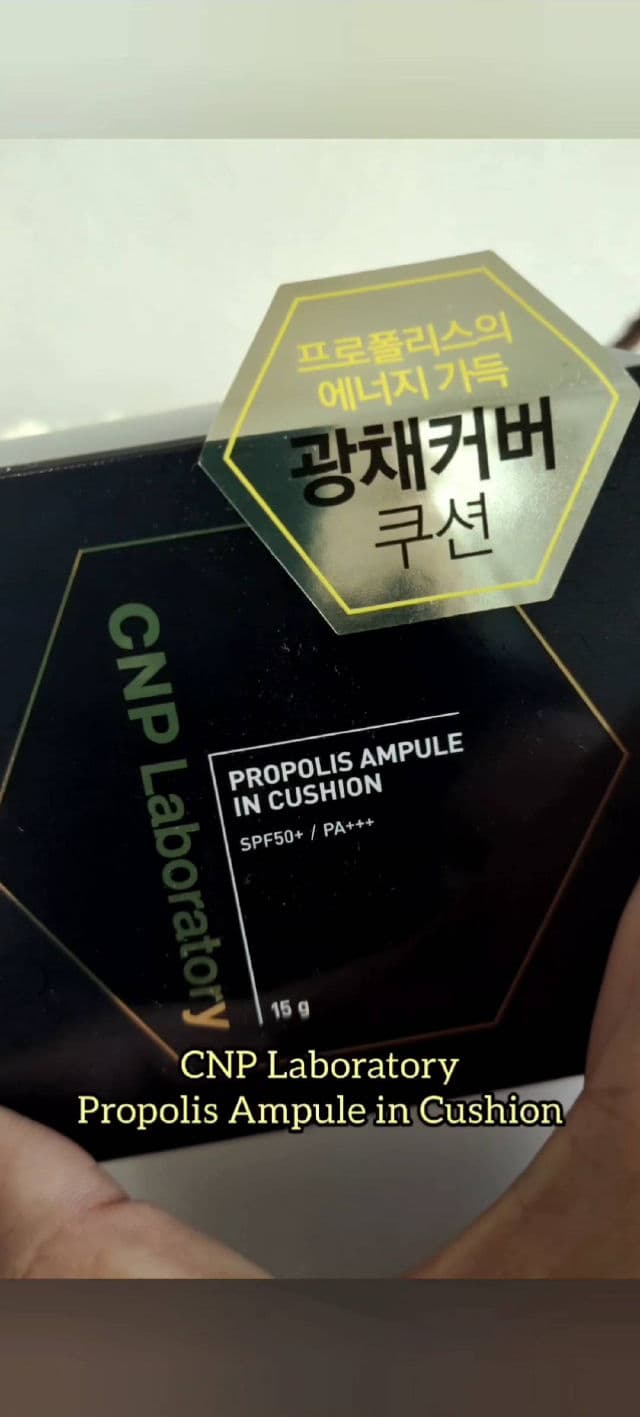 프로폴리스의
에너지 가득
광채커버
쿠션
CNP Laboratory
PROPOLIS AMPULE
IN CUSHION
SPF50+ / PA+++
15 g
CNP Laboratory
Propolis Ampule in Cushion